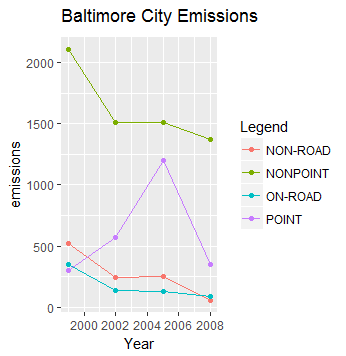 Baltimore City Emissions
2000
1500
1000
500
0
emissions
2000 2002 2004 2006 2008
Year
Legend
NON-ROAD
NONPOINT
ON-ROAD
POINT